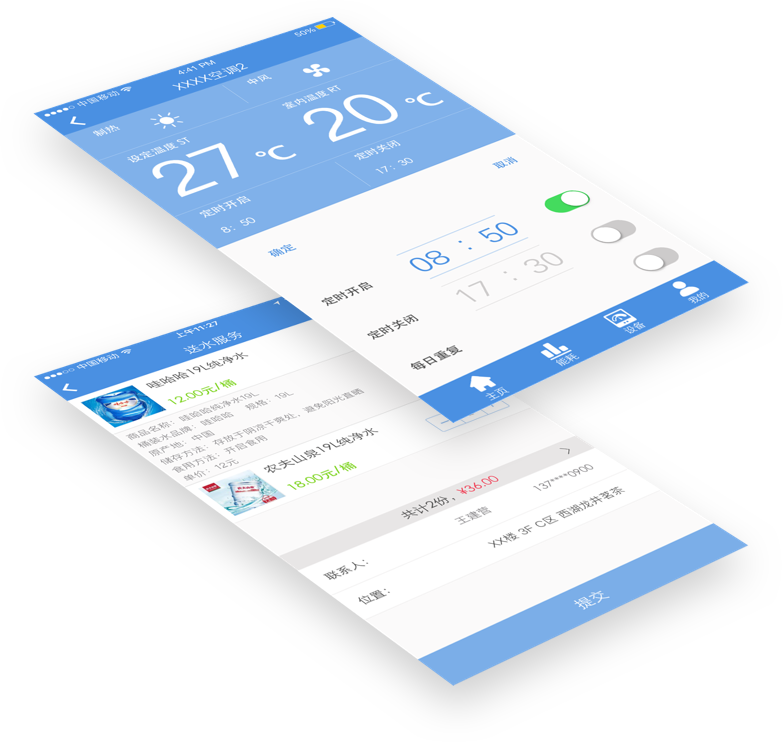 中国移动
4:41 PM
50%
XXXX空调2
制热
中风
设定温度 ST
室内温度 RT
27 ℃
20 ℃
定时开启
8：50
定时关闭
17：30
确定
取消
定时开启
08 : 50
定时关闭
17 : 30
每日重复
主页
能耗
设备
我的
中国移动
上午11:27
送水服务
哇哈哈19L纯净水
12.00元/桶
商品名称：哇哈哈纯净水19L
桶装水品牌：哇哈哈 规格：19L
原产地：中国
储存方法：存放于阴凉干燥处、避免阳光直晒
食用方法：开启食用
单价：12元
农夫山泉19L纯净水
18.00元/桶
共计2份，¥36.00
联系人：
王建营
137****0900
位置：
XX楼 3F C区 西湖龙井茗茶
提交